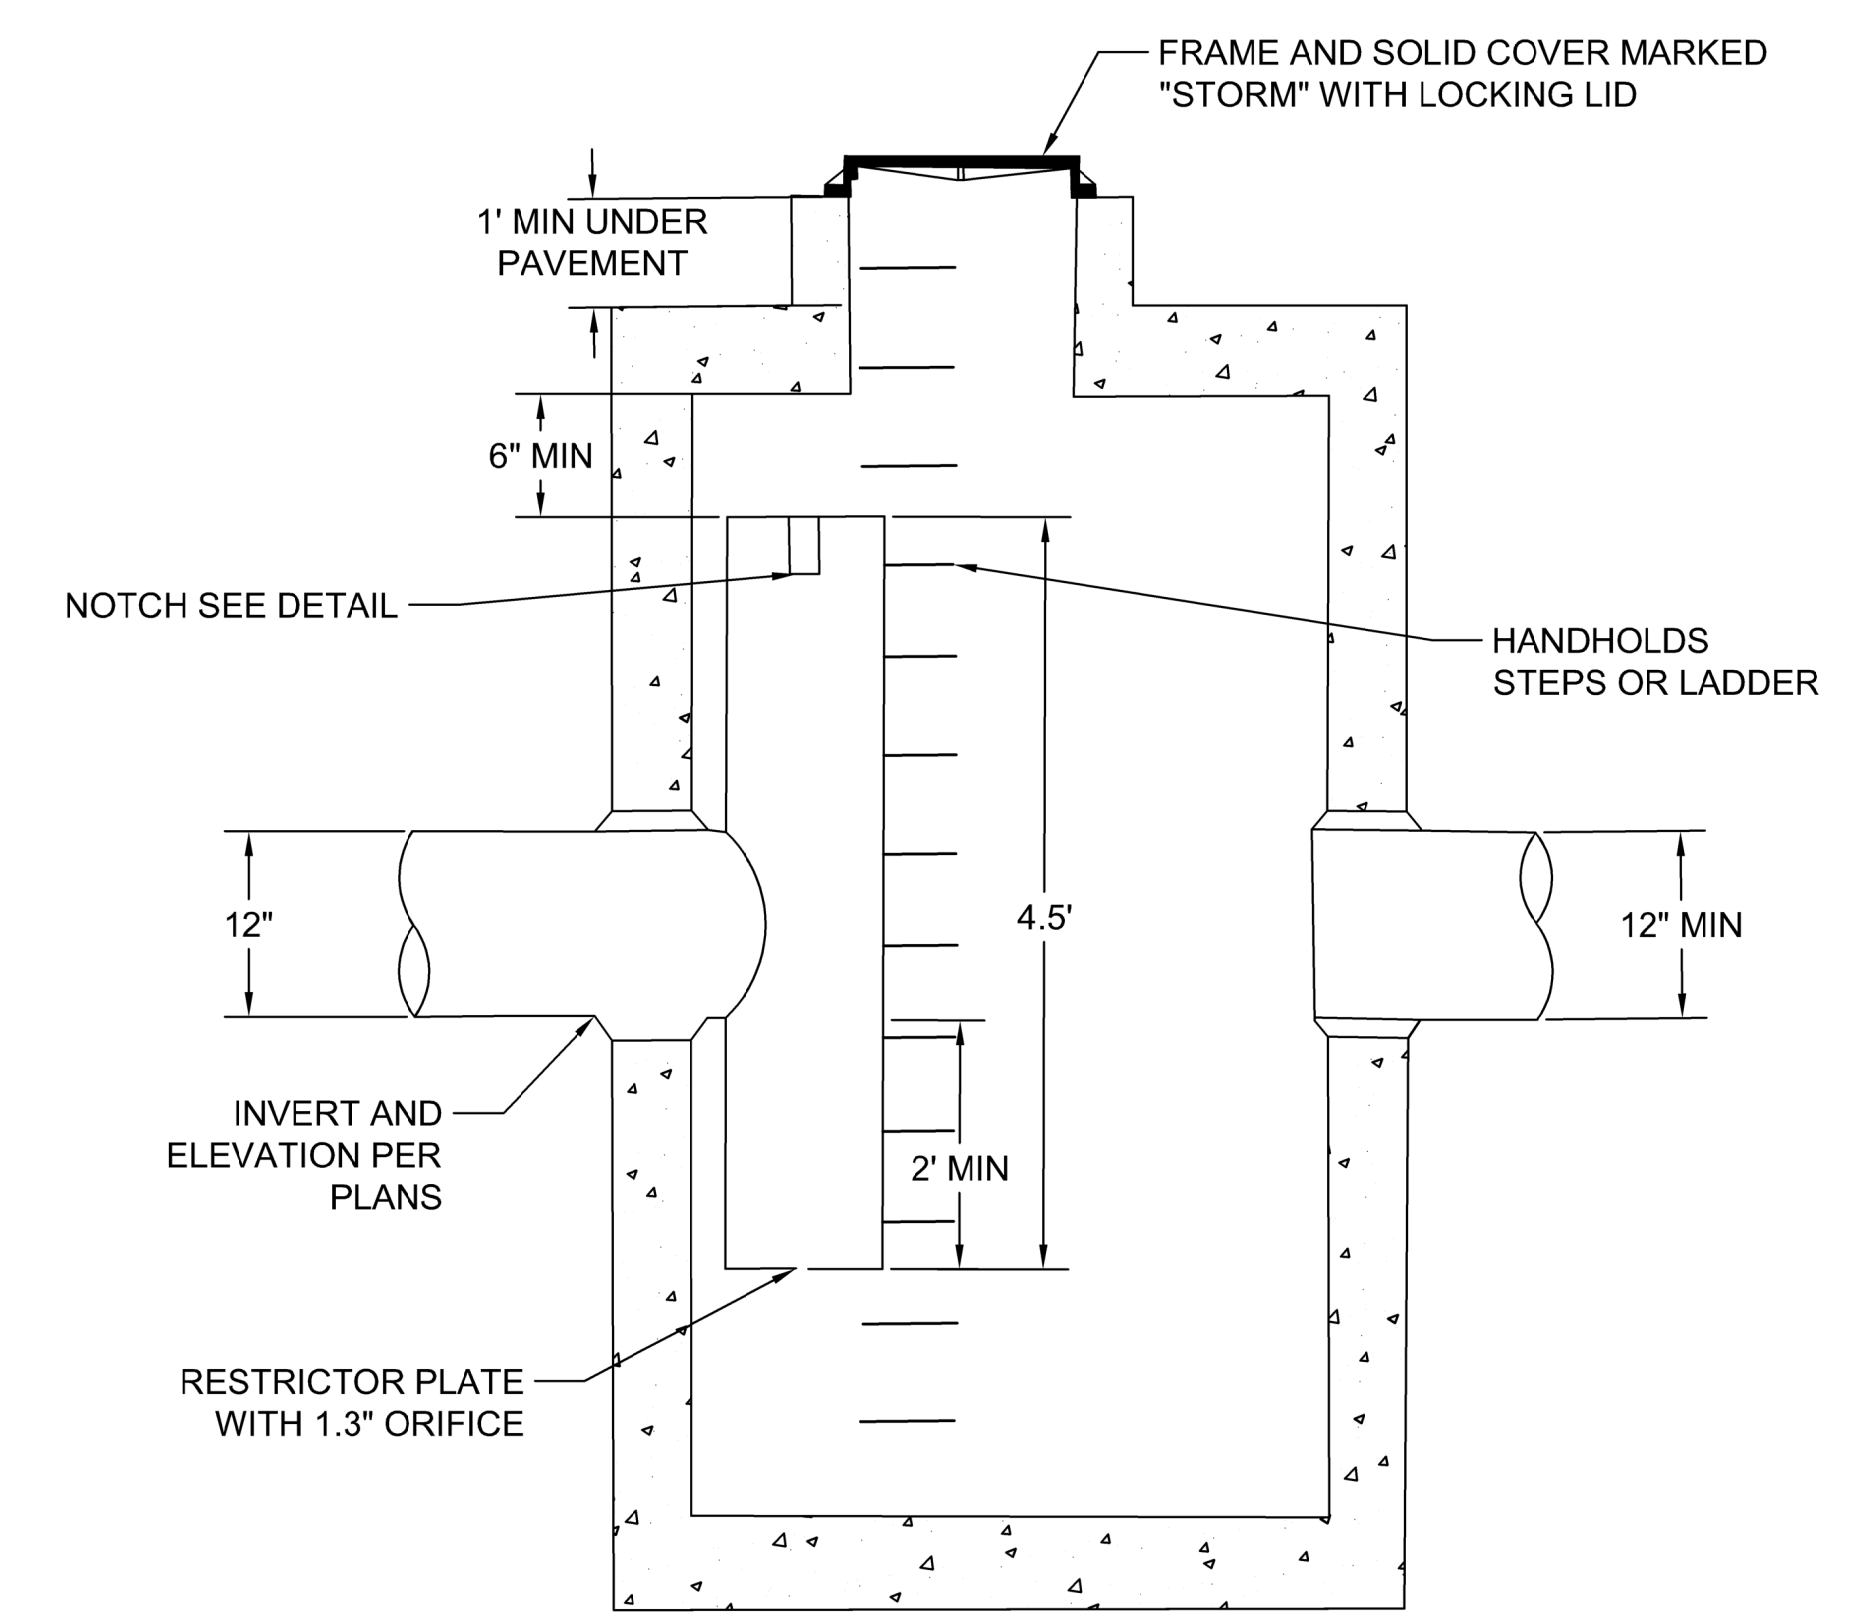 FRAME AND SOLID COVER MARKED
"STORM" WITH LOCKING LID
1' MIN UNDER
PAVEMENT
6" MIN
NOTCH SEE DETAIL
HANDHOLDS
STEPS OR LADDER
12"
4.5'
12" MIN
INVERT AND
ELEVATION PER
PLANS
2' MIN
RESTRICTOR PLATE
WITH 1.3" ORIFICE